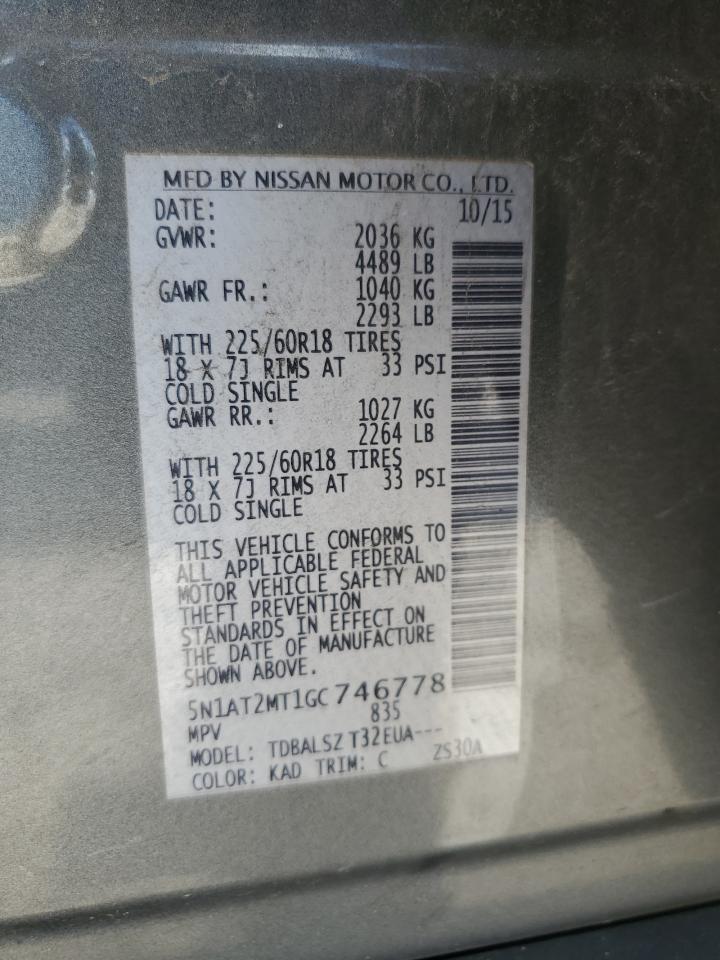 MFD BY NISSAN MOTOR CO., LTD.
DATE: 10/15
GVWR: 2036 KG
4489 LB
GAWR FR.: 1040 KG
2293 LB
WITH 225/60R18 TIRES
18 X 7J RIMS AT 33 PSI
COLD SINGLE
GAWR RR.: 1027 KG
2264 LB
WITH 225/60R18 TIRES
18 X 7J RIMS AT 33 PSI
COLD SINGLE
THIS VEHICLE CONFORMS TO
ALL APPLICABLE FEDERAL
MOTOR VEHICLE SAFETY AND
THEFT PREVENTION
STANDARDS IN EFFECT ON
THE DATE OF MANUFACTURE
SHOWN ABOVE.
5N1AT2MT1GC746778
MPV 835
MODEL: TDBALSZ T32EUA---
COLOR: KAD TRIM: C ZS30A